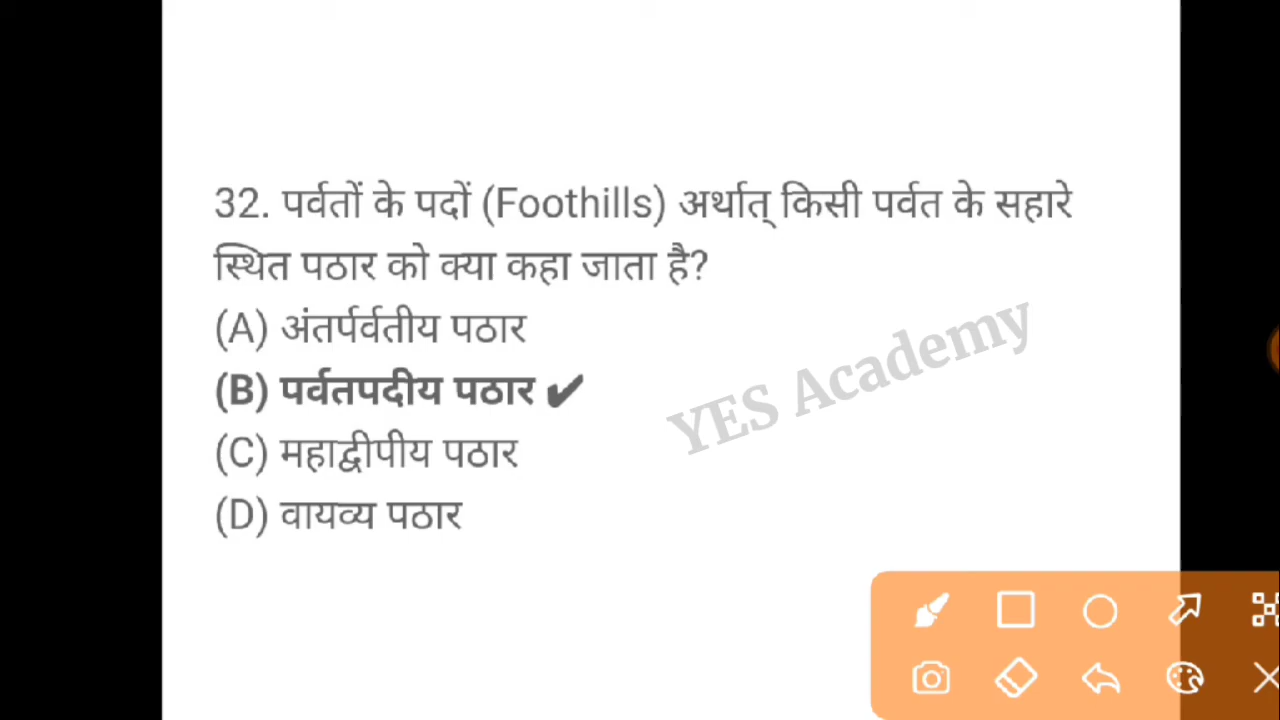 32. पर्वतों के पदों (Foothills) अर्थात् किसी पर्वत के सहारे
स्थित पठार को क्या कहा जाता है?
(A) अंतर्पर्वतीय पठार
(B) पर्वतपदीय पठार ✔
(C) महाद्वीपीय पठार
(D) वायव्य पठार
YES Academy